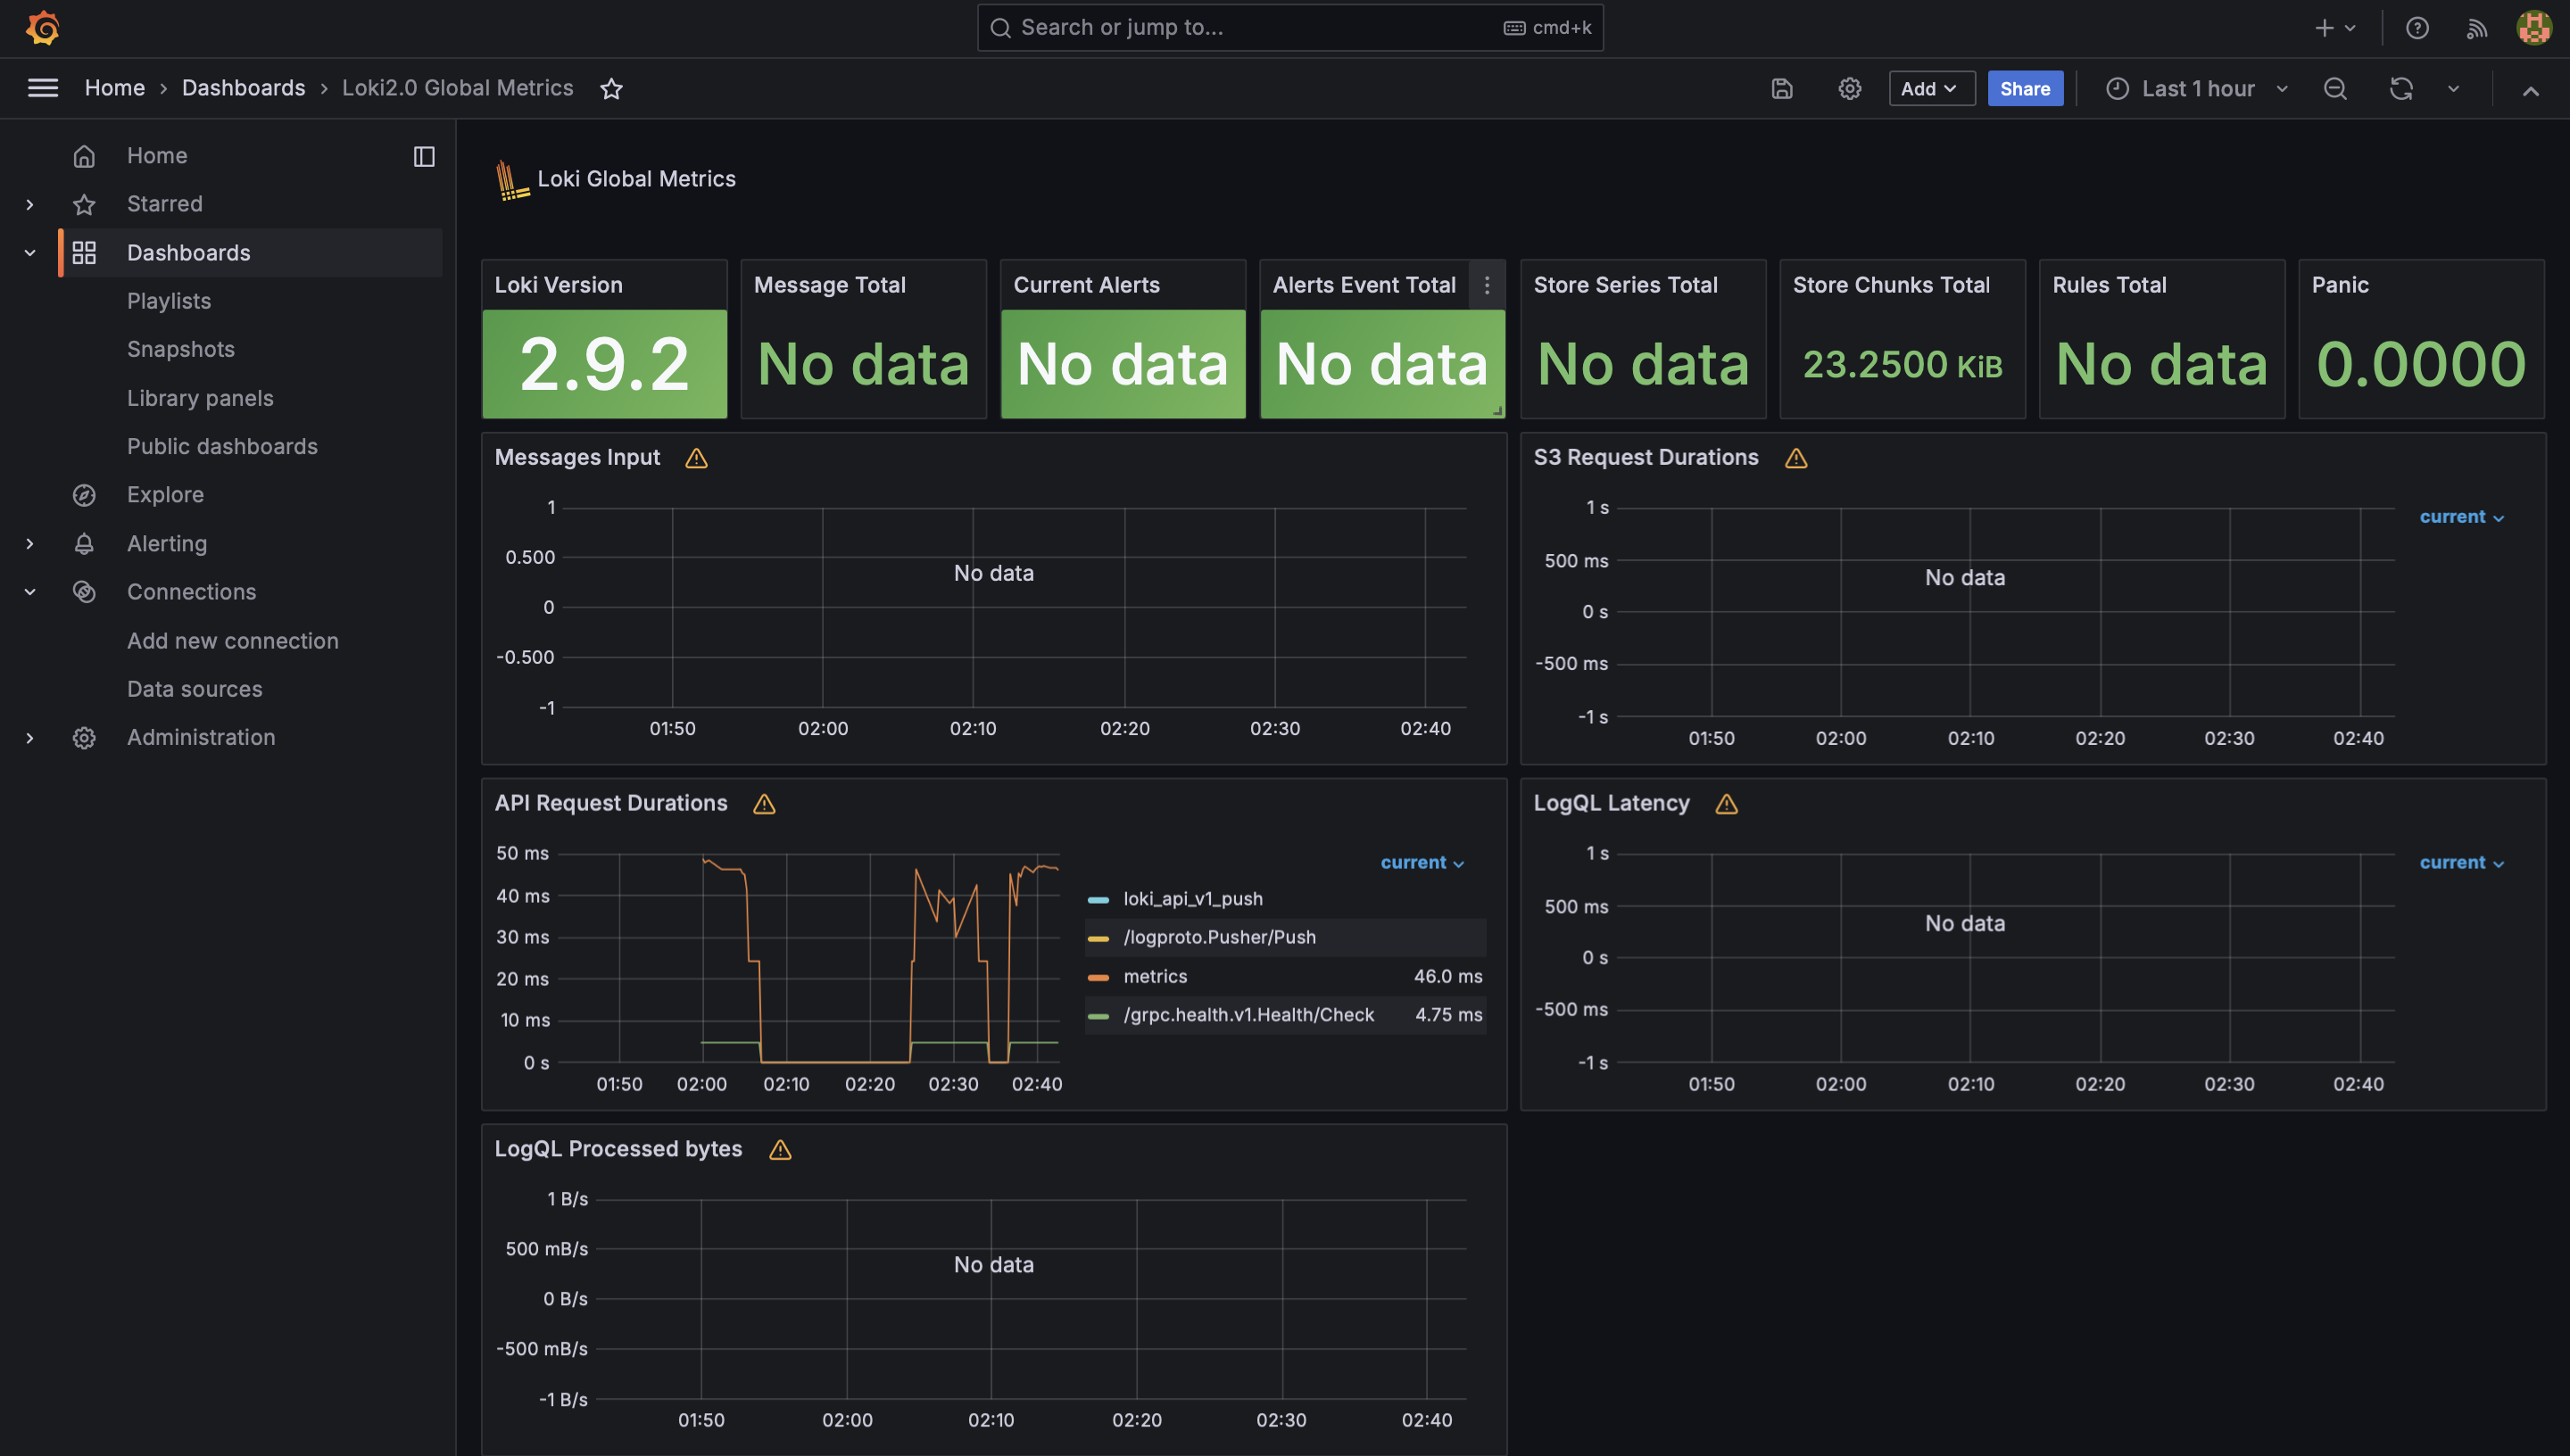 Search or jump to...
cmd+k
Home
Dashboards
Loki2.0 Global Metrics
Add
Share
Last 1 hour
Home
Starred
Dashboards
Playlists
Snapshots
Library panels
Public dashboards
Explore
Alerting
Connections
Add new connection
Data sources
Administration
Loki Global Metrics
Loki Version
2.9.2
Message Total
No data
Current Alerts
No data
Alerts Event Total
No data
Store Series Total
No data
Store Chunks Total
23.2500 KiB
Rules Total
No data
Panic
0.0000
Messages Input
1
0.500
0
-0.500
-1
No data
01:50 02:00 02:10 02:20 02:30 02:40
S3 Request Durations
1 s
500 ms
0 s
-500 ms
-1 s
No data
current
01:50 02:00 02:10 02:20 02:30 02:40
API Request Durations
50 ms
40 ms
30 ms
20 ms
10 ms
0 s
01:50 02:00 02:10 02:20 02:30 02:40
current
loki_api_v1_push
/logproto.Pusher/Push
metrics 46.0 ms
/grpc.health.v1.Health/Check 4.75 ms
LogQL Latency
1 s
500 ms
0 s
-500 ms
-1 s
No data
current
01:50 02:00 02:10 02:20 02:30 02:40
LogQL Processed bytes
1 B/s
500 mB/s
0 B/s
-500 mB/s
-1 B/s
No data
01:50 02:00 02:10 02:20 02:30 02:40